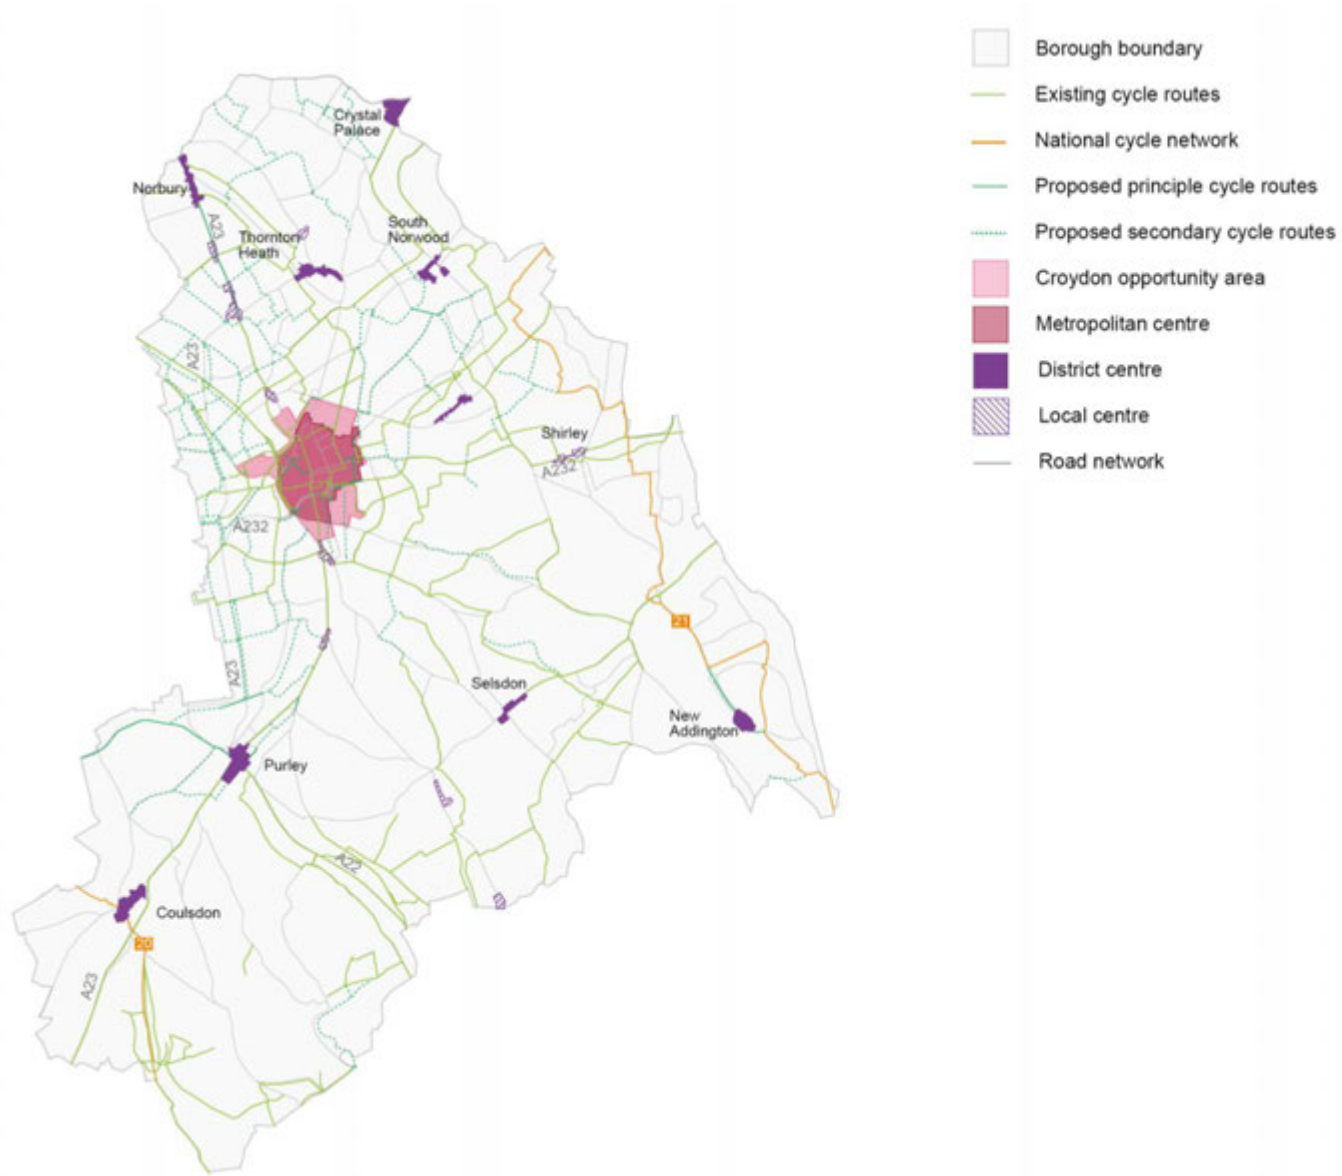 Crystal
Palace
Norbury
A23
Thornton
Heath
South
Norwood
A23
Shirley
A232
A232
21
A23
Selsdon
New
Addington
Purley
A22
Coulsdon
20
A23
Borough boundary
Existing cycle routes
National cycle network
Proposed principle cycle routes
Proposed secondary cycle routes
Croydon opportunity area
Metropolitan centre
District centre
Local centre
Road network